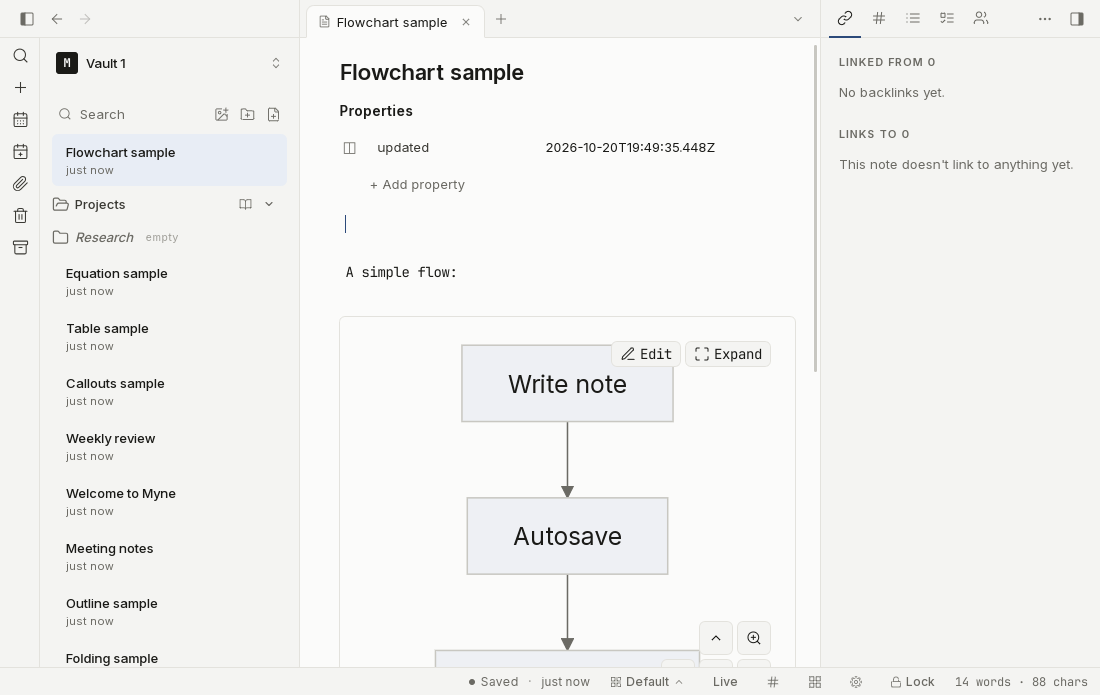 Flowchart sample
M Vault 1
Search
Flowchart sample
just now
Projects
Research empty
Equation sample
just now
Table sample
just now
Callouts sample
just now
Weekly review
just now
Welcome to Myne
just now
Meeting notes
just now
Outline sample
just now
Folding sample
Flowchart sample
Properties
updated 2026-10-20T19:49:35.448Z
+ Add property
A simple flow:
Edit Expand
Write note
Autosave
LINKED FROM 0
No backlinks yet.
LINKS TO 0
This note doesn't link to anything yet.
Saved · just now Default Live Lock 14 words · 88 chars